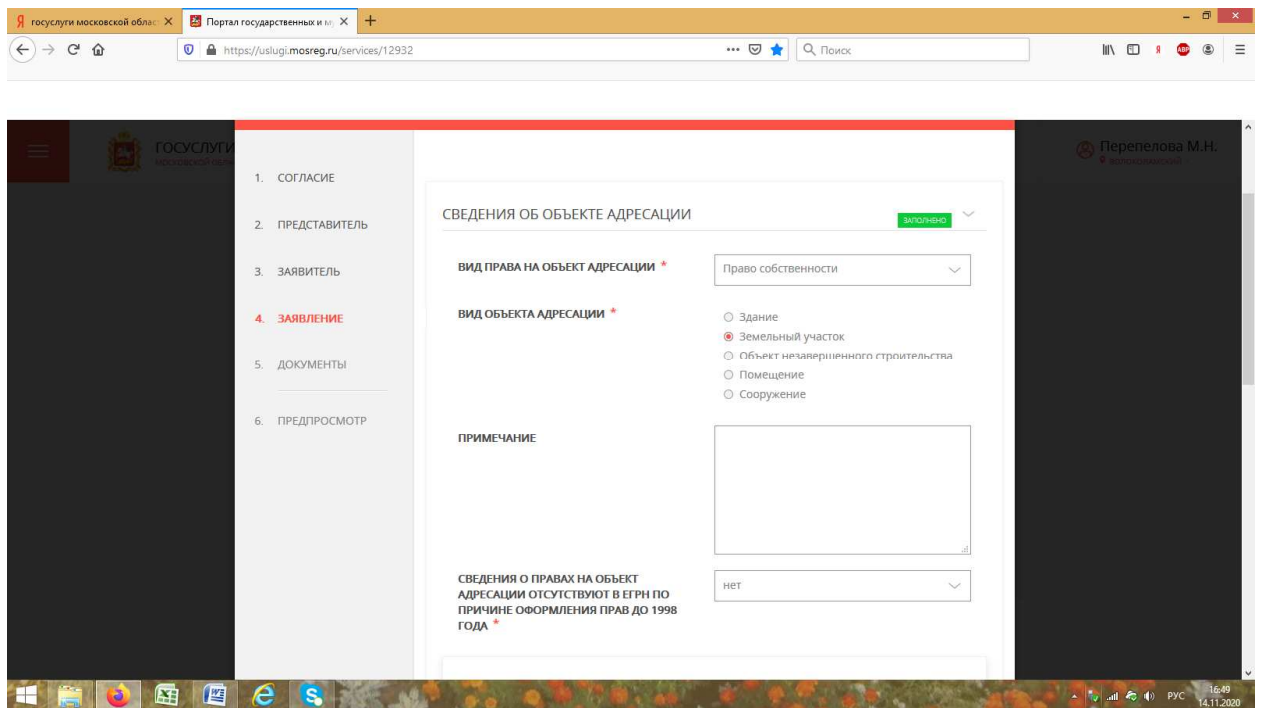 Я госуслуги московской облас
Портал государственных и м
https://uslugi.mosreg.ru/services/12932
Поиск
ABP
ГОСУСЛУГИ
Перепелова М.Н.
1. СОГЛАСИЕ
2. ПРЕДСТАВИТЕЛЬ
3. ЗАЯВИТЕЛЬ
4. ЗАЯВЛЕНИЕ
5. ДОКУМЕНТЫ
6. ПРЕДПРОСМОТР
СВЕДЕНИЯ ОБ ОБЪЕКТЕ АДРЕСАЦИИ
ЗАПОЛНЕНО
ВИД ПРАВА НА ОБЪЕКТ АДРЕСАЦИИ *
Право собственности
ВИД ОБЪЕКТА АДРЕСАЦИИ *
Здание
Земельный участок
Объект незавершенного строительства
Помещение
Сооружение
ПРИМЕЧАНИЕ
СВЕДЕНИЯ О ПРАВАХ НА ОБЪЕКТ
АДРЕСАЦИИ ОТСУТСТВУЮТ В ЕГРН ПО
ПРИЧИНЕ ОФОРМЛЕНИЯ ПРАВ ДО 1998
ГОДА *
нет
РУС
16:49
14.11.2020